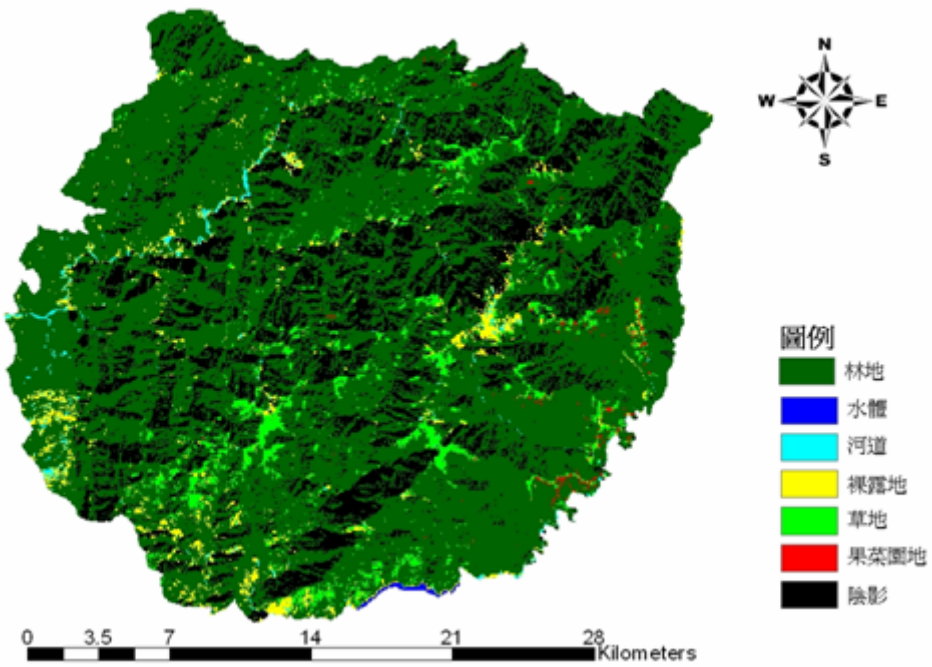 N
W E
S
圖例
林地
水體
河道
裸露地
草地
果菜園地
陰影
0 3.5 7 14 21 28
Kilometers